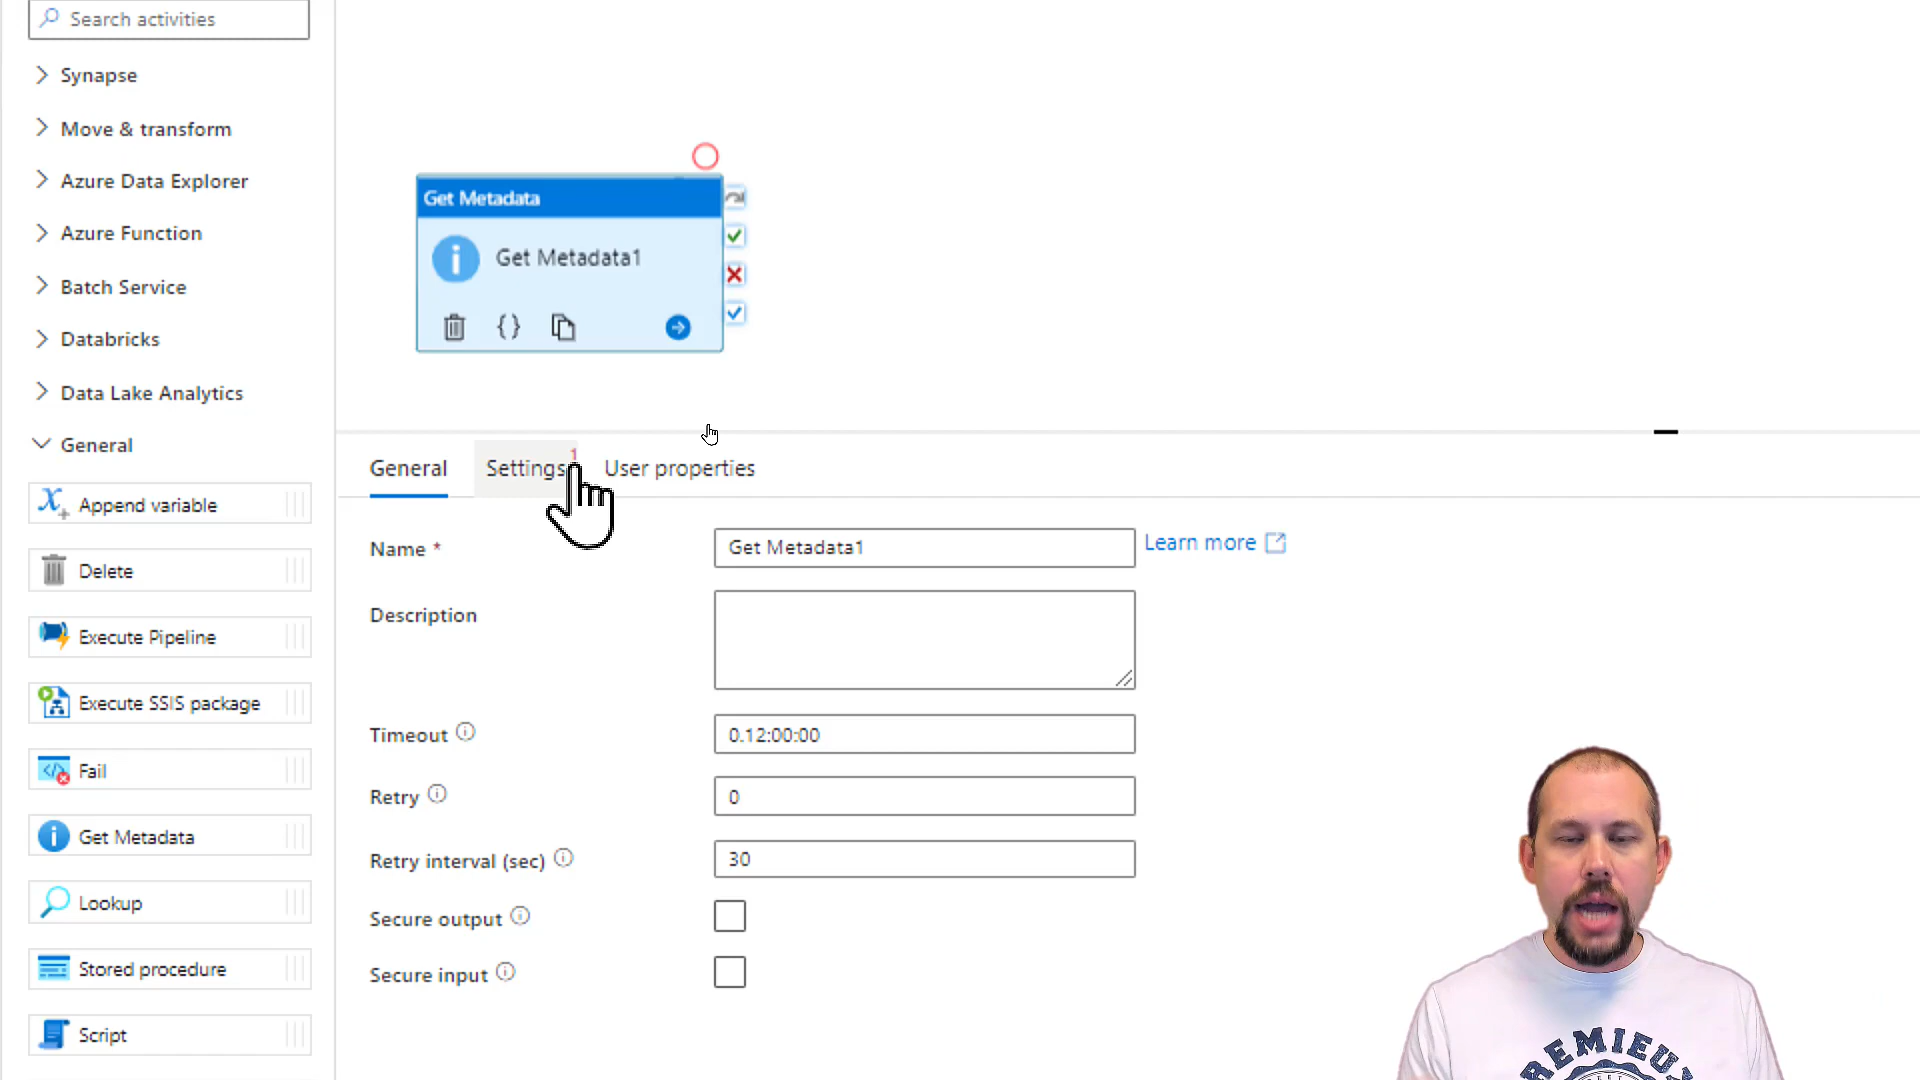 Search activities
Synapse
Move & transform
Azure Data Explorer
Azure Function
Batch Service
Databricks
Data Lake Analytics
General
Append variable
Delete
Execute Pipeline
Execute SSIS package
Fail
Get Metadata
Lookup
Stored procedure
Script
Get Metadata
Get Metadata1
General
Settings 1
User properties
Name *
Get Metadata1
Learn more
Description
Timeout
0.12:00:00
Retry
0
Retry interval (sec)
30
Secure output
Secure input